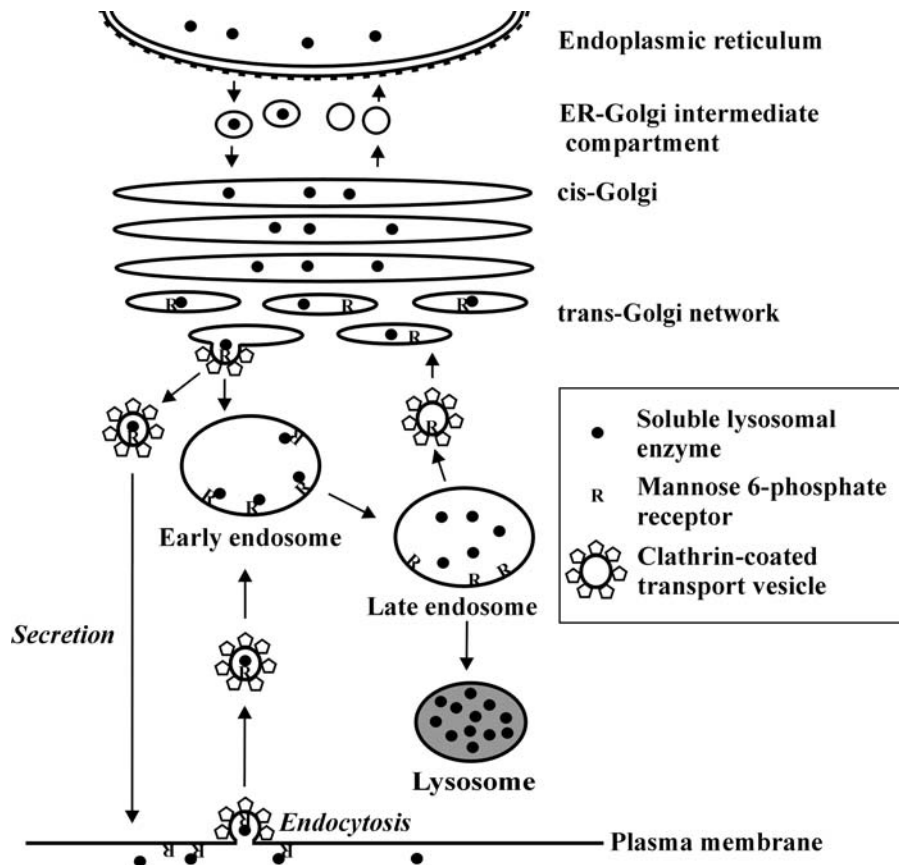 Endoplasmic reticulum
ER-Golgi intermediate
compartment
cis-Golgi
R
R
R
trans-Golgi network
R
R
R
R
R
R
R
R
R
Early endosome
R
R
R
Late endosome
Soluble lysosomal
enzyme
R
Mannose 6-phosphate
receptor
Clathrin-coated
transport vesicle
Secretion
R
Lysosome
R
Endocytosis
Plasma membrane
R
R
R